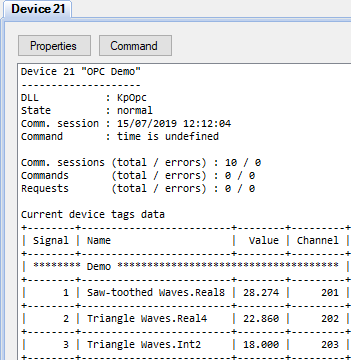 Device 21
Properties Command
Device 21 "OPC Demo"
--------------------
DLL : KpOpc
State : normal
Comm. session : 15/07/2019 12:12:04
Command : time is undefined
Comm. sessions (total / errors) : 10 / 0
Commands (total / errors) : 0 / 0
Requests (total / errors) : 0 / 0
Current device tags data
+--------+-----------------------+--------+---------+
| Signal | Name | Value | Channel |
+--------+-----------------------+--------+---------+
| ******** Demo ************************************* |
+--------+-----------------------+--------+---------+
| 1 | Saw-toothed Waves.Real8 | 28.274 | 201
+--------+-----------------------+--------+---------+
| 2 | Triangle Waves.Real4 | 22.860 | 202
+--------+-----------------------+--------+---------+
| 3 | Triangle Waves.Int2 | 18.000 | 203